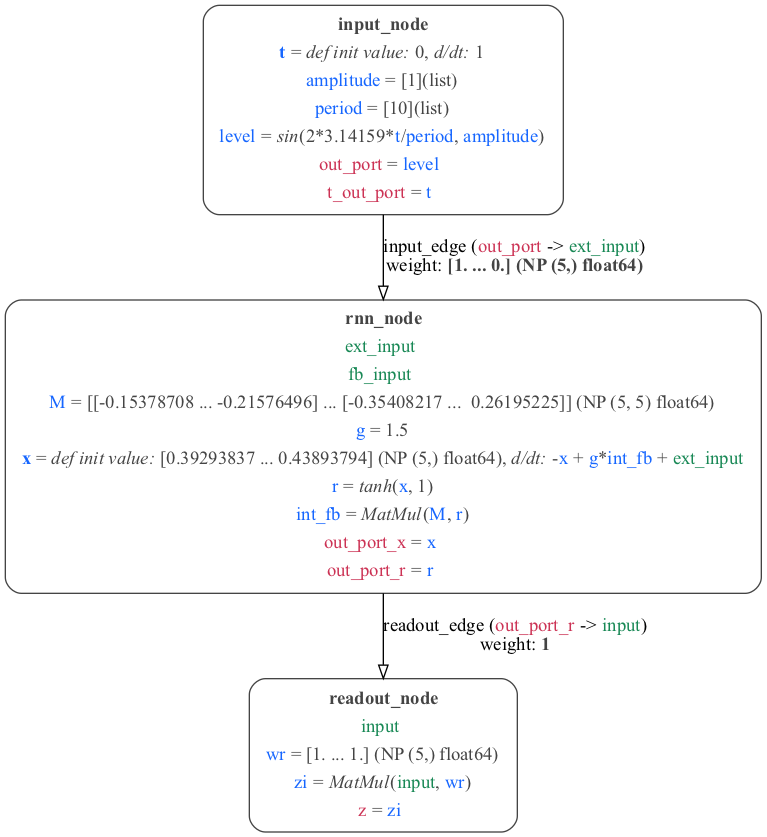 input_node
t = def init value: 0, d/dt: 1
amplitude = [1](list)
period = [10](list)
level = sin(2*3.14159*t/period, amplitude)
out_port = level
t_out_port = t
input_edge (out_port -> ext_input)
weight: [1. ... 0.] (NP (5,) float64)
rnn_node
ext_input
fb_input
M = [[-0.15378708 ... -0.21576496] ... [-0.35408217 ...  0.26195225]] (NP (5, 5) float64)
g = 1.5
x = def init value: [0.39293837 ... 0.43893794] (NP (5,) float64), d/dt: -x + g*int_fb + ext_input
r = tanh(x, 1)
int_fb = MatMul(M, r)
out_port_x = x
out_port_r = r
readout_edge (out_port_r -> input)
weight: 1
readout_node
input
wr = [1. ... 1.] (NP (5,) float64)
zi = MatMul(input, wr)
z = zi